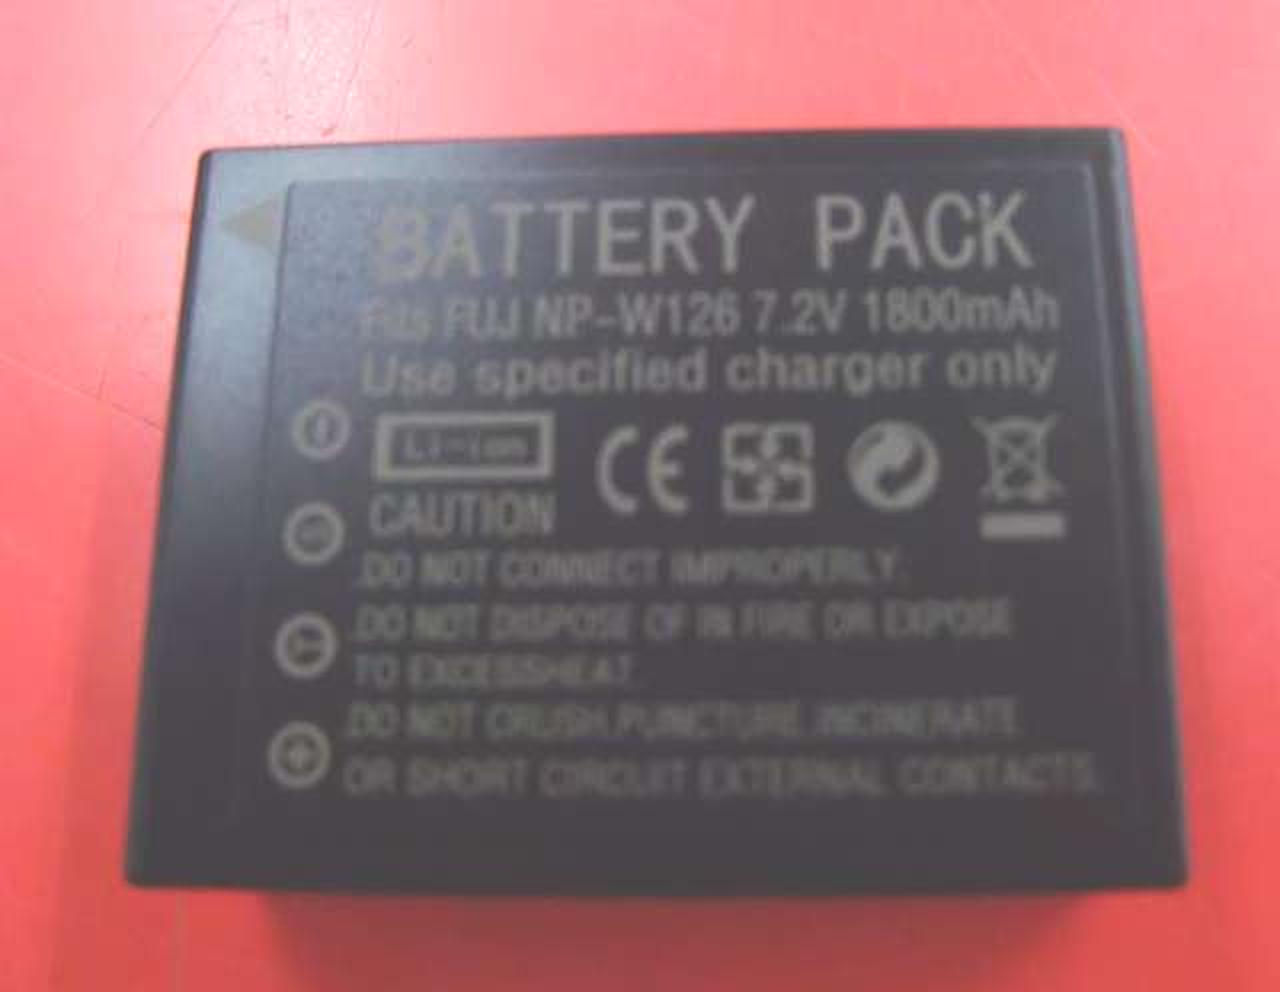 BATTERY PACK
Fits FUJ NP-W126 7.2V 1800mAh
Use specified charger only
Li-ion
CE
CAUTION
.DO NOT CONNECT IMPROPERLY.
.DO NOT DISPOSE OF IN FIRE OR EXPOSE
TO EXCESSHEAT.
.DO NOT CRUSH.PUNCTURE.INCINERATE
OR SHORT CIRCUIT EXTERNAL CONTACTS.